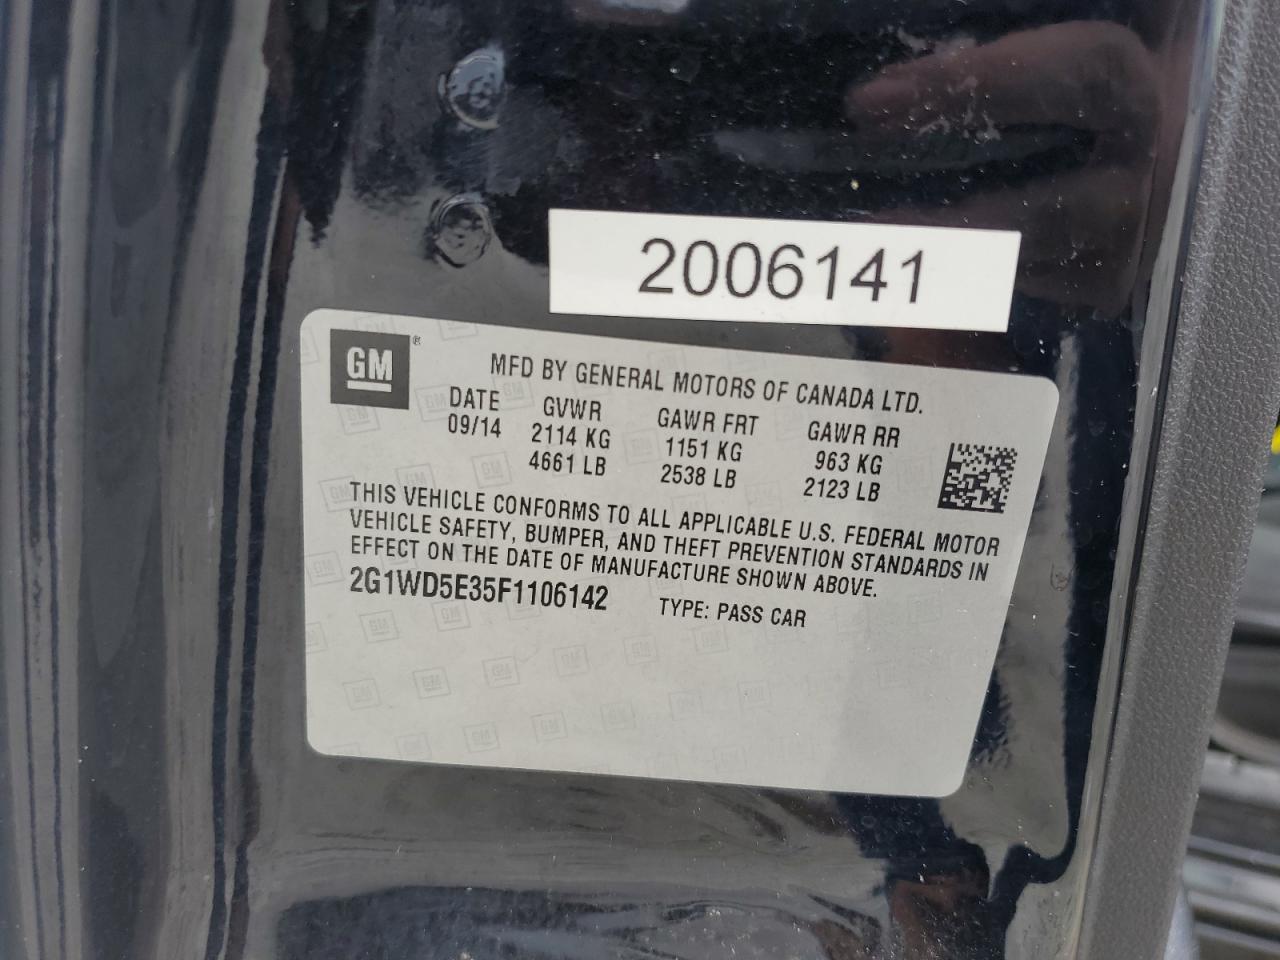 2006141
GM ®
MFD BY GENERAL MOTORS OF CANADA LTD.
DATE GVWR GAWR FRT GAWR RR
09/14 2114 KG 1151 KG 963 KG
4661 LB 2538 LB 2123 LB
THIS VEHICLE CONFORMS TO ALL APPLICABLE U.S. FEDERAL MOTOR
VEHICLE SAFETY, BUMPER, AND THEFT PREVENTION STANDARDS IN
EFFECT ON THE DATE OF MANUFACTURE SHOWN ABOVE.
2G1WD5E35F1106142 TYPE: PASS CAR